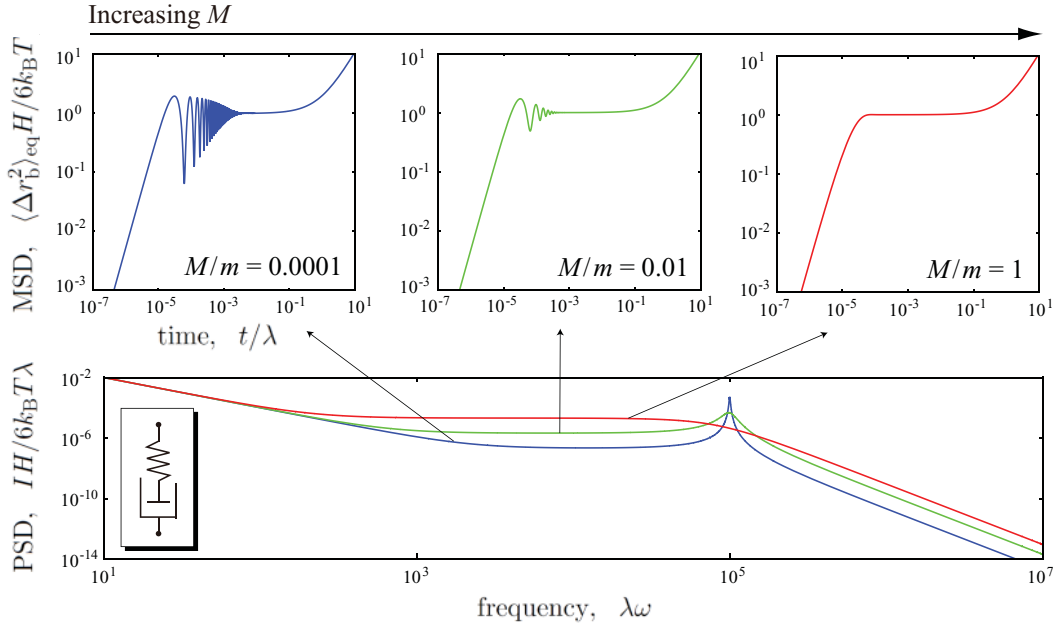 Increasing M
MSD, ⟨Δr_b^2⟩_eq H/6k_BT
10^1
10^0
10^-1
10^-2
10^-3
10^-7 10^-5 10^-3 10^-1 10^1
M/m = 0.0001
10^1
10^0
10^-1
10^-2
10^-3
10^-7 10^-5 10^-3 10^-1 10^1
M/m = 0.01
10^1
10^0
10^-1
10^-2
10^-3
10^-7 10^-5 10^-3 10^-1 10^1
M/m = 1
time, t/λ
PSD, IH/6k_BTλ
10^-2
10^-6
10^-10
10^-14
10^1 10^3 10^5 10^7
frequency, λω